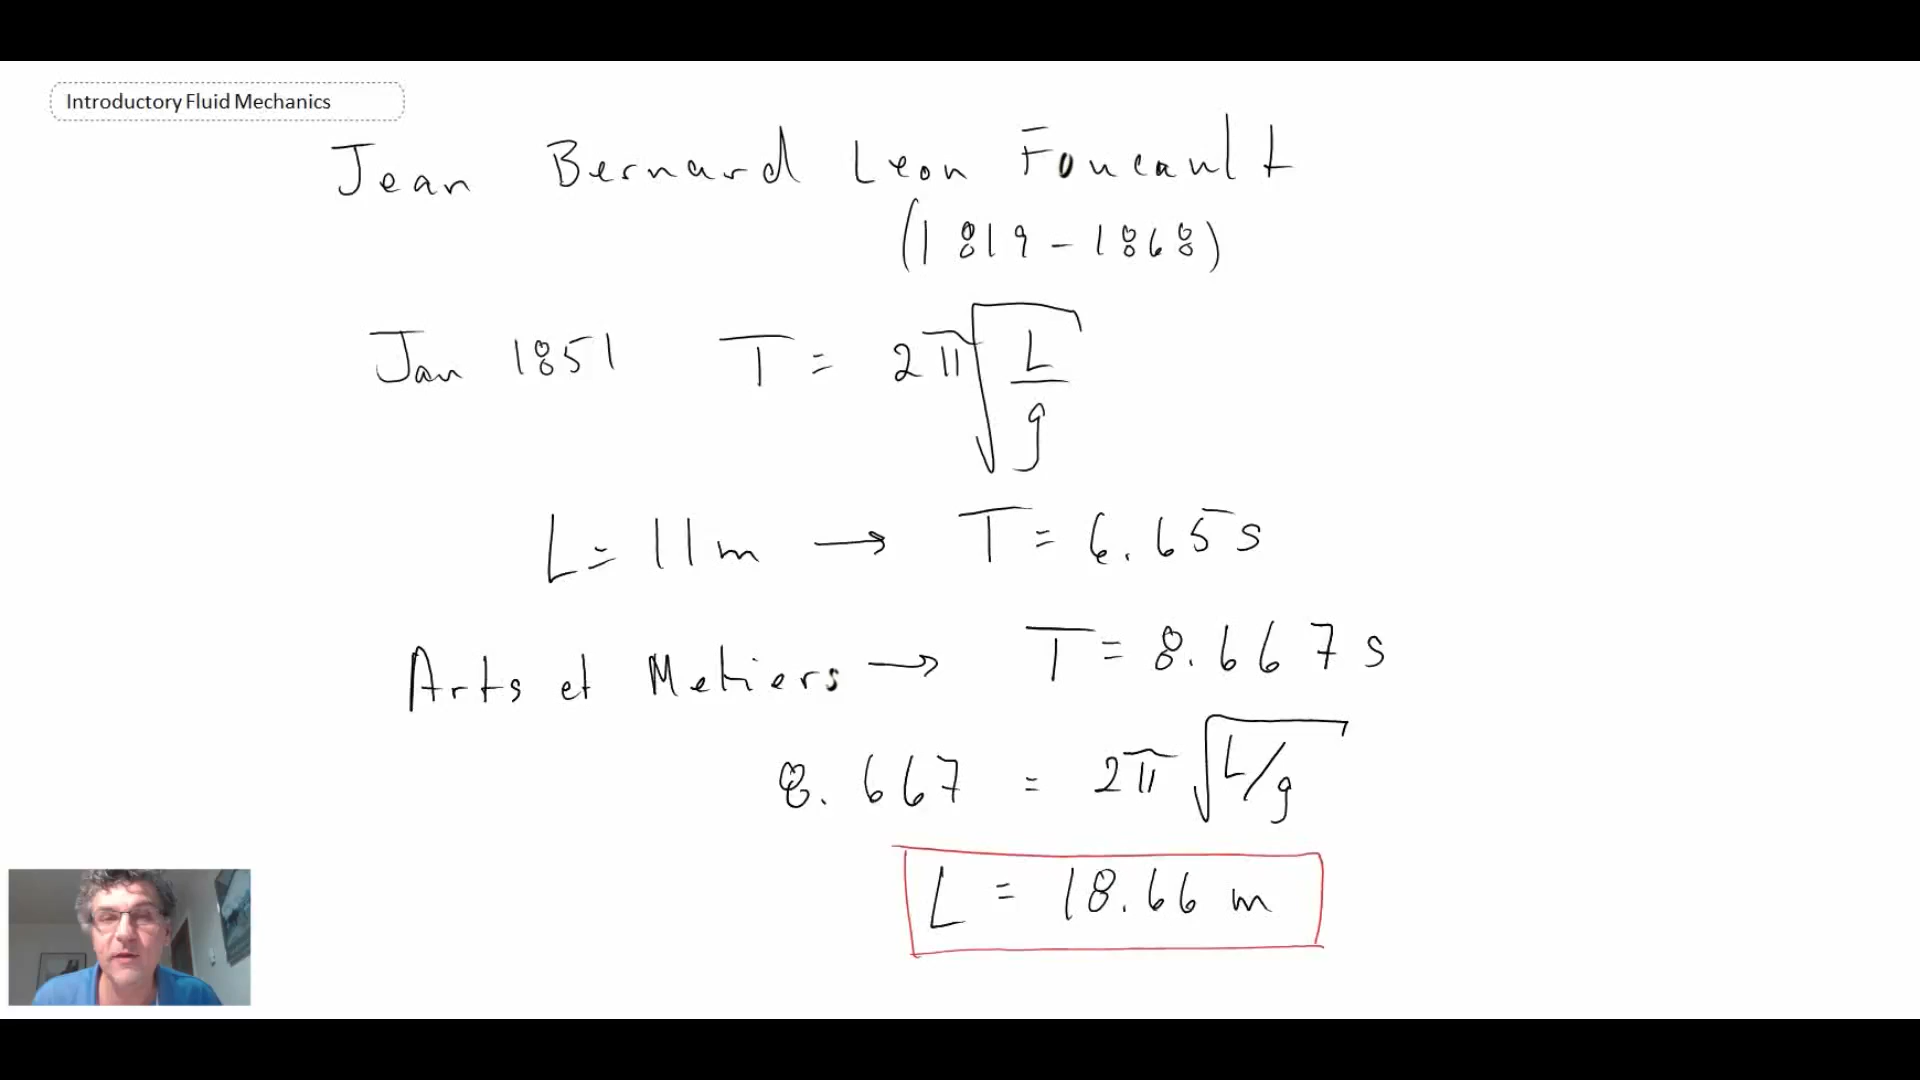 Introductory Fluid Mechanics
Jean Bernard Leon Foucault
(1819-1868)
Jan 1851 T = 2π√(L/g)
L = 11 m → T = 6.65 s
Arts et Metiers → T = 8.667 s
8.667 = 2π√(L/g)
L = 18.66 m